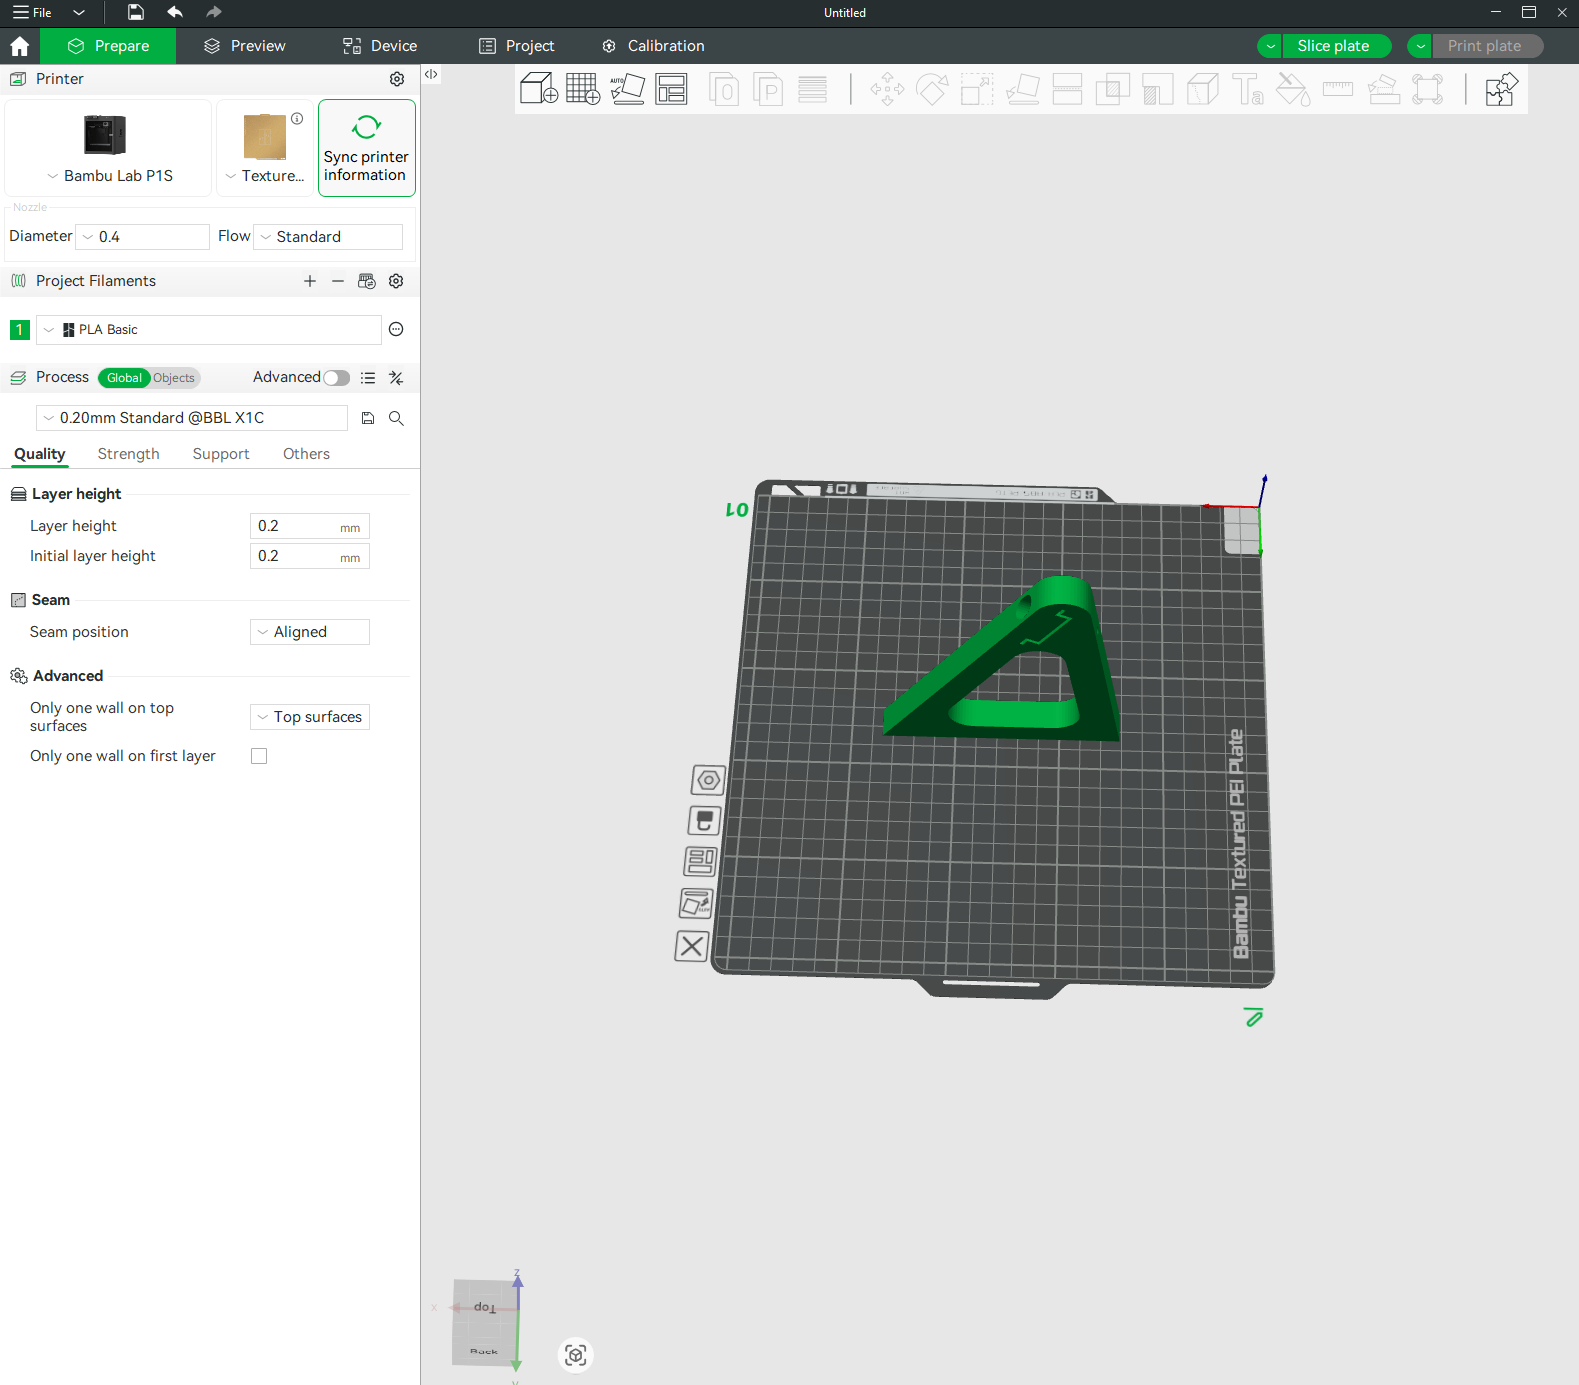 File
Untitled
Prepare
Preview
Device
Project
Calibration
Slice plate
Print plate
Printer
Bambu Lab P1S
Texture...
Sync printer
information
Nozzle
Diameter
0.4
Flow
Standard
Project Filaments
1
PLA Basic
Process
Global
Objects
Advanced
0.20mm Standard @BBL X1C
Quality
Strength
Support
Others
Layer height
Layer height
0.2
mm
Initial layer height
0.2
mm
Seam
Seam position
Aligned
Advanced
Only one wall on top
surfaces
Top surfaces
Only one wall on first layer
AUTO
O
P
Ta
01
Bambu Textured PEI Plate
z
x
Top
Back
y